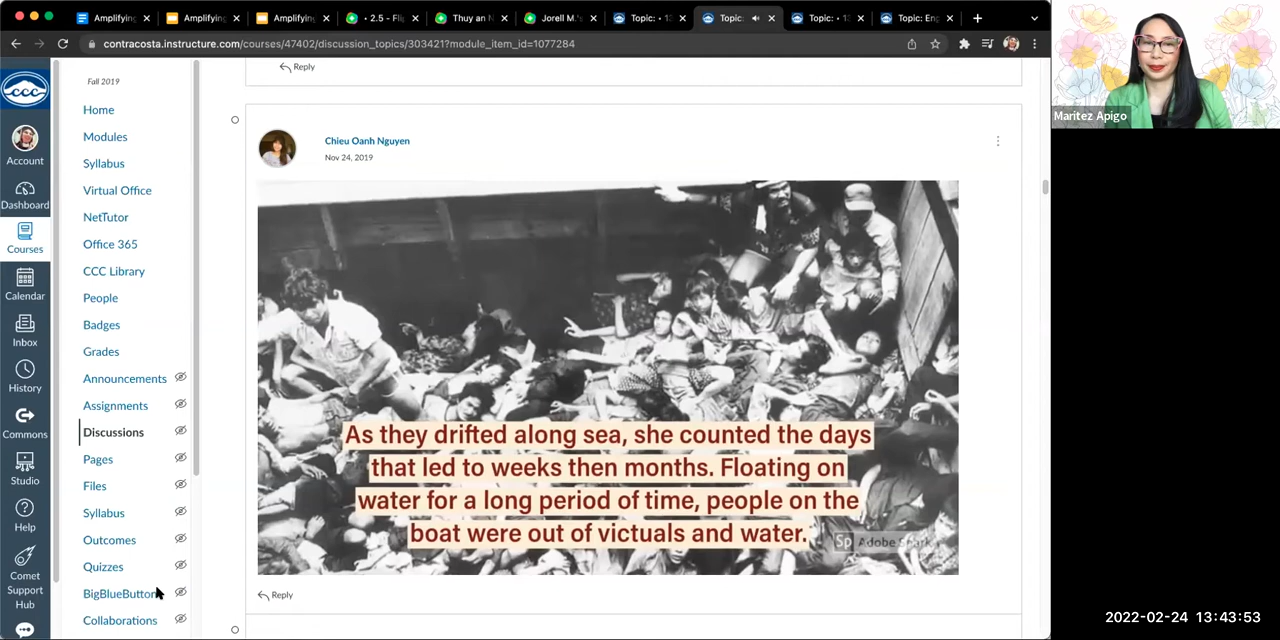 Amplifying
Amplifying
Amplifying
2.5 - Fli
Thuy an N
Jorell M.'s
Topic:
Topic:
Topic:
Topic: Eng
contracosta.instructure.com/courses/47402/discussion_topics/303421?module_item_id=1077284
CCC
Account
Dashboard
Courses
Calendar
Inbox
History
Commons
Studio
Help
Comet
Support
Hub
Fall 2019
Home
Modules
Syllabus
Virtual Office
NetTutor
Office 365
CCC Library
People
Badges
Grades
Announcements
Assignments
Discussions
Pages
Files
Syllabus
Outcomes
Quizzes
BigBlueButton
Collaborations
Reply
Chieu Oanh Nguyen
Nov 24, 2019
As they drifted along sea, she counted the days
that led to weeks then months. Floating on
water for a long period of time, people on the
boat were out of victuals and water.
Sp Adobe Spark
Reply
Maritez Apigo
2022-02-24 13:43:53